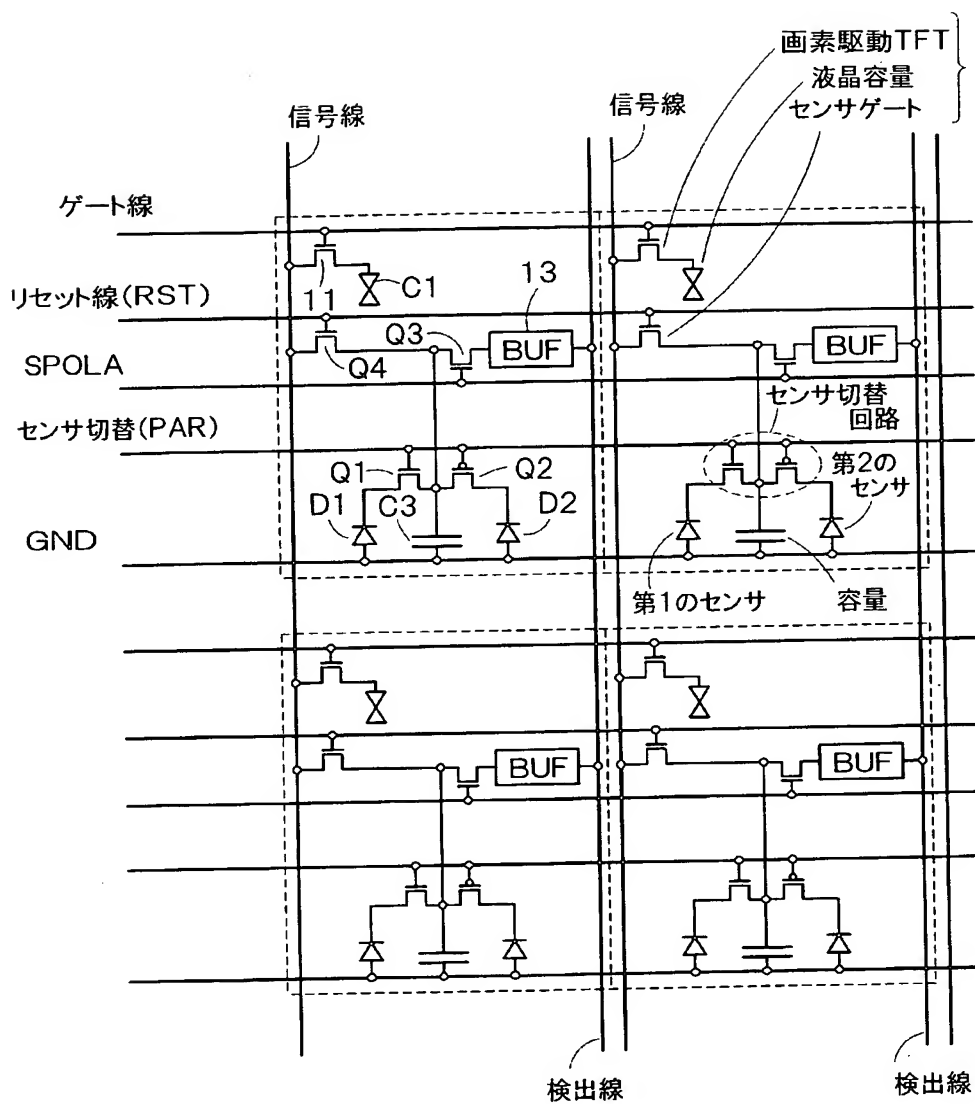 画素駆動TFT
液晶容量
センサゲート
信号線
信号線
ゲート線
リセット線(RST)
11
C1
13
Q3
BUF
BUF
SPOLA
Q4
センサ切替
回路
センサ切替(PAR)
Q1
Q2
第2の
センサ
D1
C3
D2
GND
第1のセンサ
容量
BUF
BUF
検出線
検出線